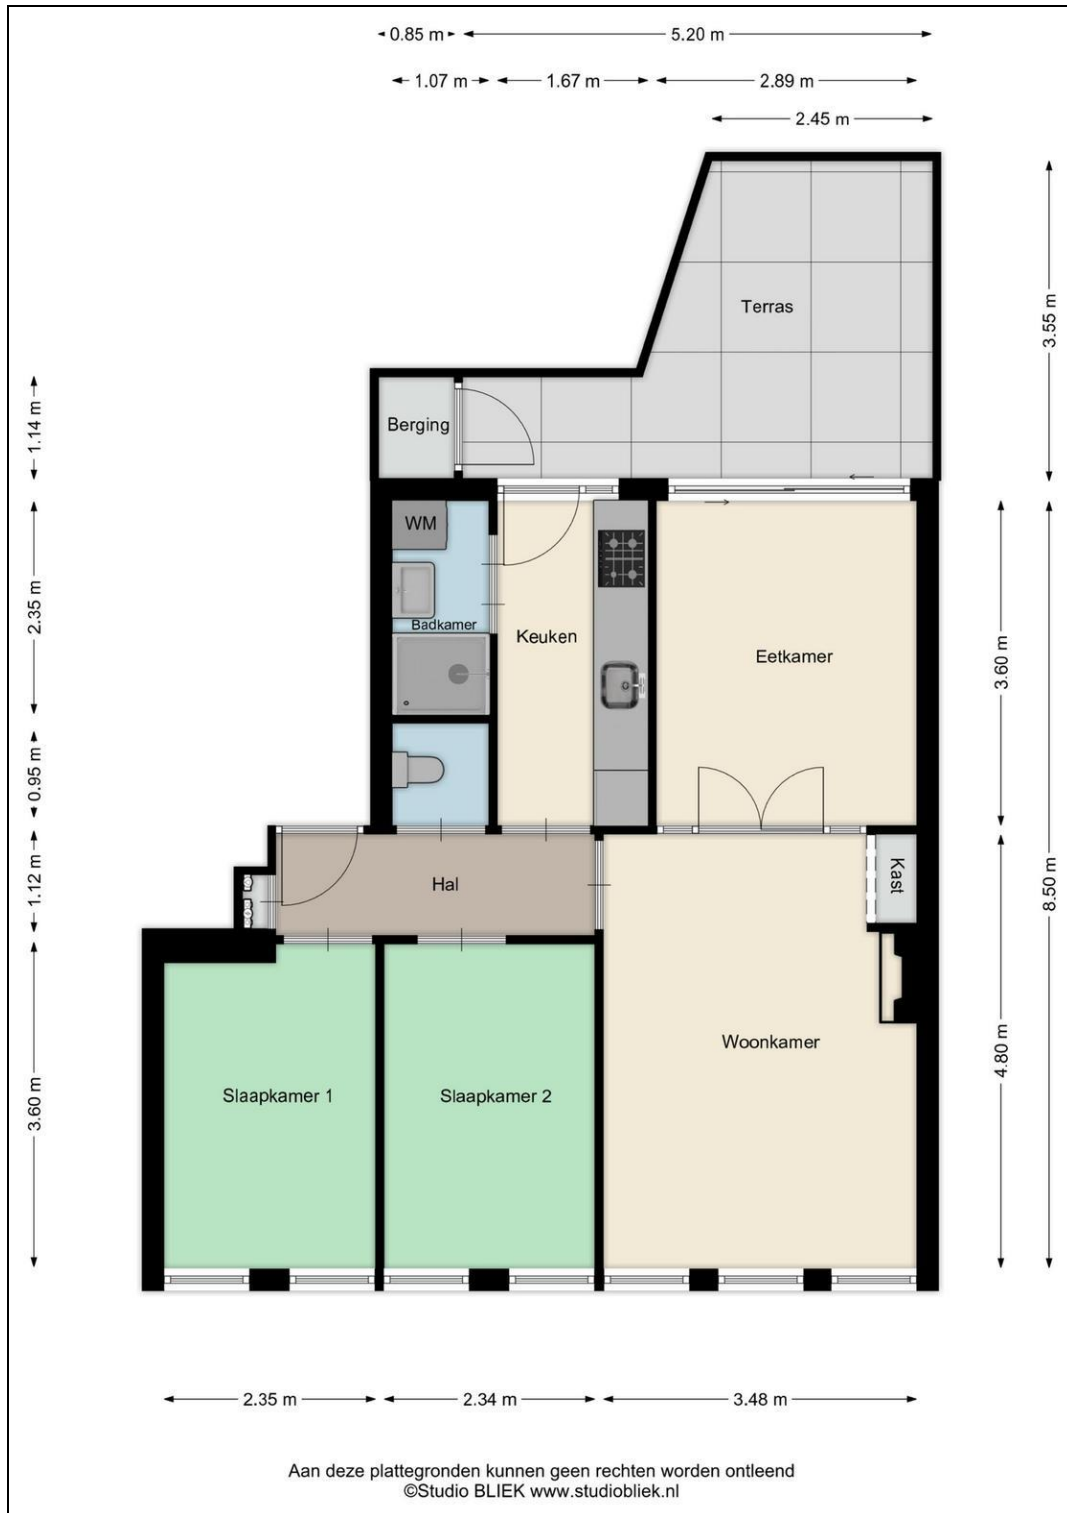 0.85 m
5.20 m
1.07 m
1.67 m
2.89 m
2.45 m
3.55 m
Terras
1.14 m
Berging
WM
2.35 m
Badkamer
Keuken
Eetkamer
3.60 m
0.95 m
1.12 m
Hal
Kast
8.50 m
Woonkamer
4.80 m
3.60 m
Slaapkamer 1
Slaapkamer 2
2.35 m
2.34 m
3.48 m
Aan deze plattegronden kunnen geen rechten worden ontleend
©Studio BLIEK www.studiobliek.nl